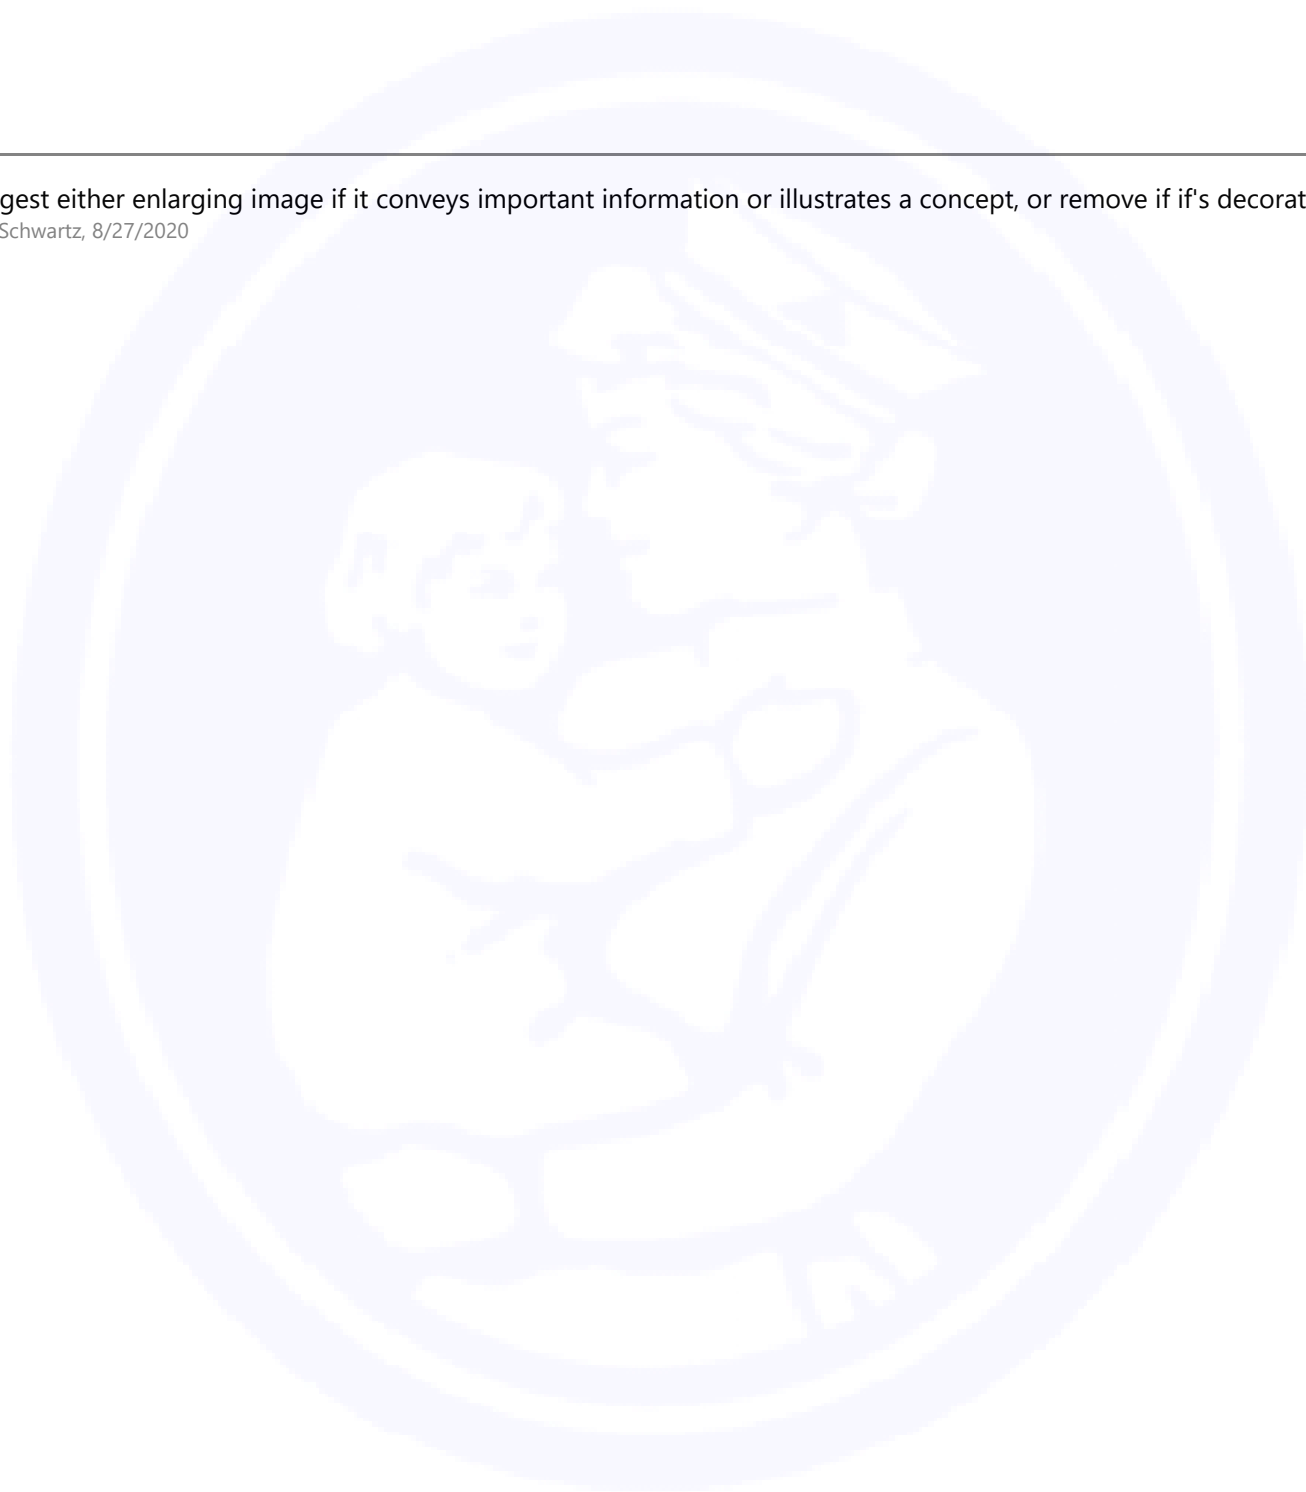 gest either enlarging image if it conveys important information or illustrates a concept, or remove if if's decorat
Schwartz, 8/27/2020